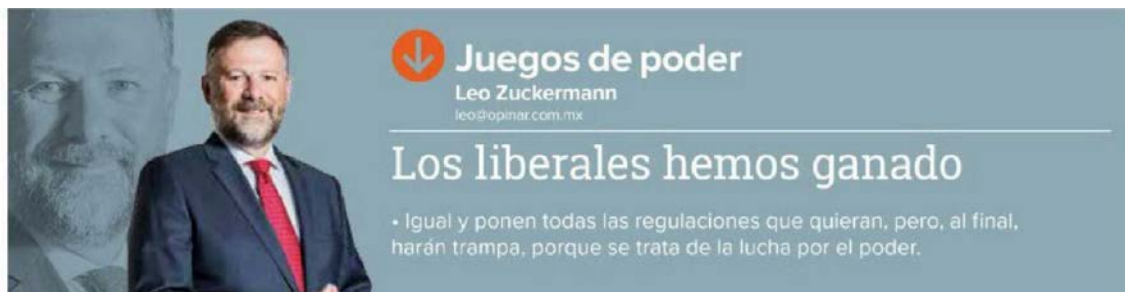 Juegos de poder
Leo Zuckermann
leo@opinar.com.mx
Los liberales hemos ganado
• Igual y ponen todas las regulaciones que quieran, pero, al final,
harán trampa, porque se trata de la lucha por el poder.